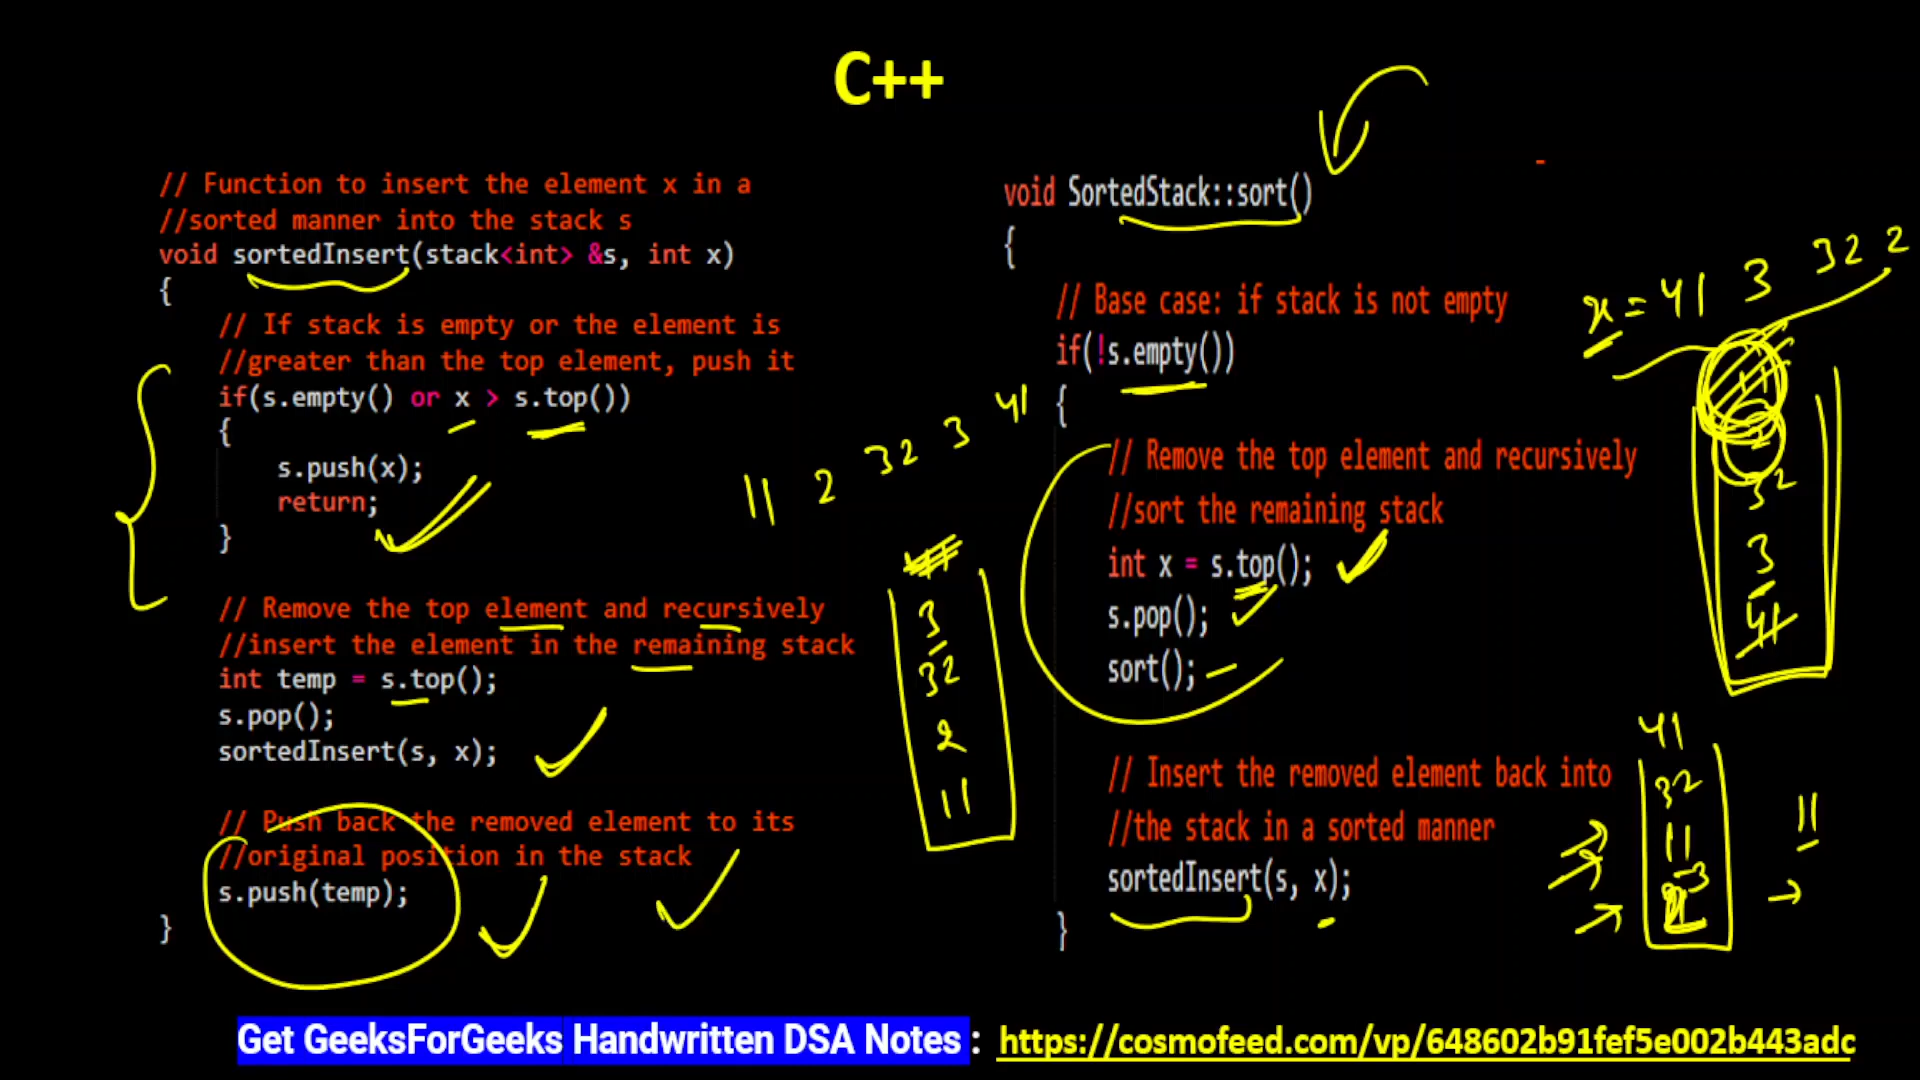 C++
// Function to insert the element x in a
//sorted manner into the stack s
void sortedInsert(stack<int> &s, int x)
{
// If stack is empty or the element is
//greater than the top element, push it
if(s.empty() or x > s.top())
{
s.push(x);
return;
}
// Remove the top element and recursively
//insert the element in the remaining stack
int temp = s.top();
s.pop();
sortedInsert(s, x);
// Push back the removed element to its
//original position in the stack
s.push(temp);
}
11 2 32 3 41
3
32
2
11
void SortedStack::sort()
{
// Base case: if stack is not empty
if(!s.empty())
{
// Remove the top element and recursively
//sort the remaining stack
int x = s.top();
s.pop();
sort();
// Insert the removed element back into
//the stack in a sorted manner
sortedInsert(s, x);
}
x = 41 3 32 2
32
3
41
41
32
11
3
11
Get GeeksForGeeks Handwritten DSA Notes : https://cosmofeed.com/vp/648602b91fef5e002b443adc